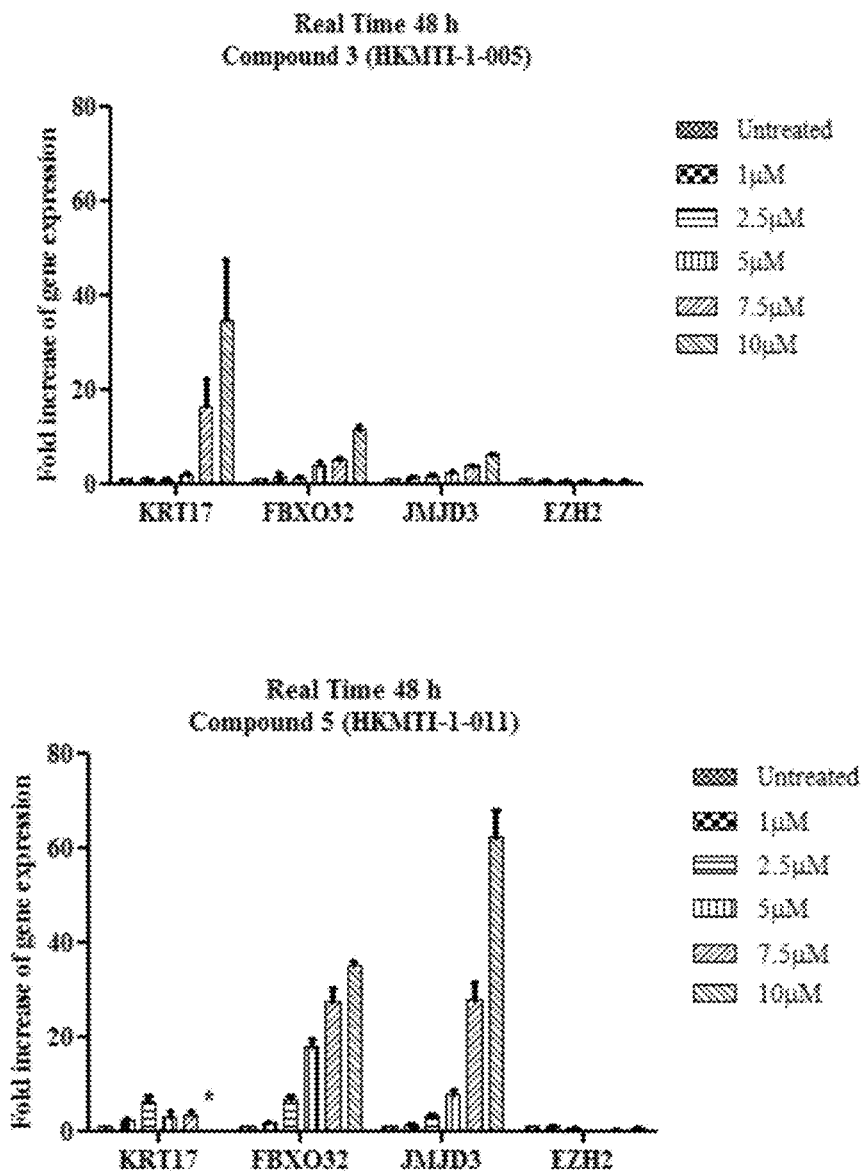 Real Time 48 h
Compound 3 (HKMTI-1-005)
Fold increase of gene expression
80
60
40
20
0
KRT17 FBXO32 JMJD3 EZH2
Untreated
1µM
2.5µM
5µM
7.5µM
10µM
Real Time 48 h
Compound 5 (HKMTI-1-011)
Fold increase of gene expression
80
60
40
20
0
*
KRT17 FBXO32 JMJD3 EZH2
Untreated
1µM
2.5µM
5µM
7.5µM
10µM